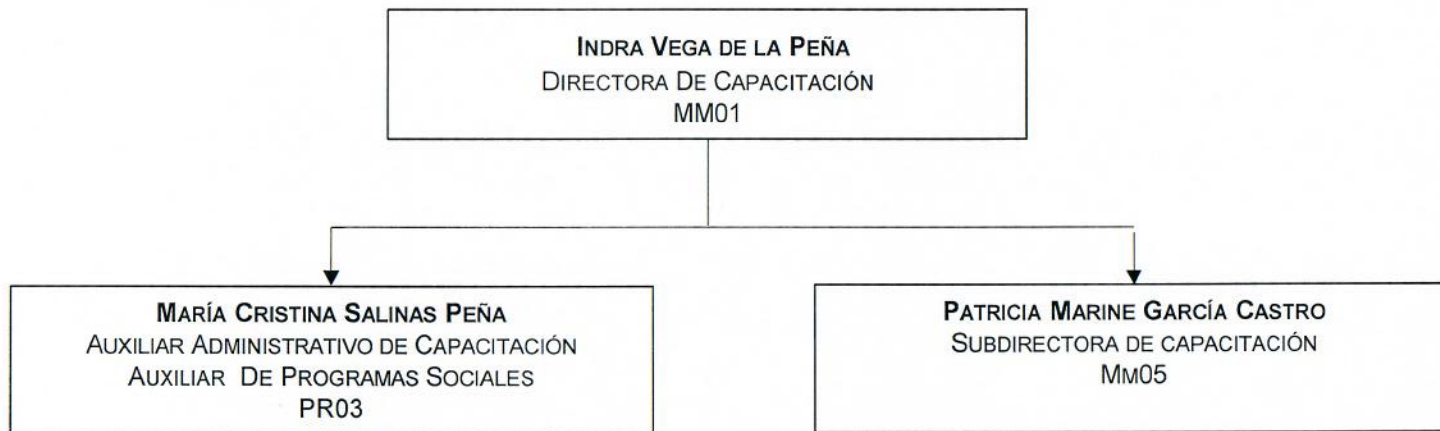 INDRA VEGA DE LA PEÑA
DIRECTORA DE CAPACITACIÓN
MM01
MARÍA CRISTINA SALINAS PEÑA
AUXILIAR ADMINISTRATIVO DE CAPACITACIÓN
AUXILIAR DE PROGRAMAS SOCIALES
PR03
PATRICIA MARINE GARCÍA CASTRO
SUBDIRECTORA DE CAPACITACIÓN
MM05